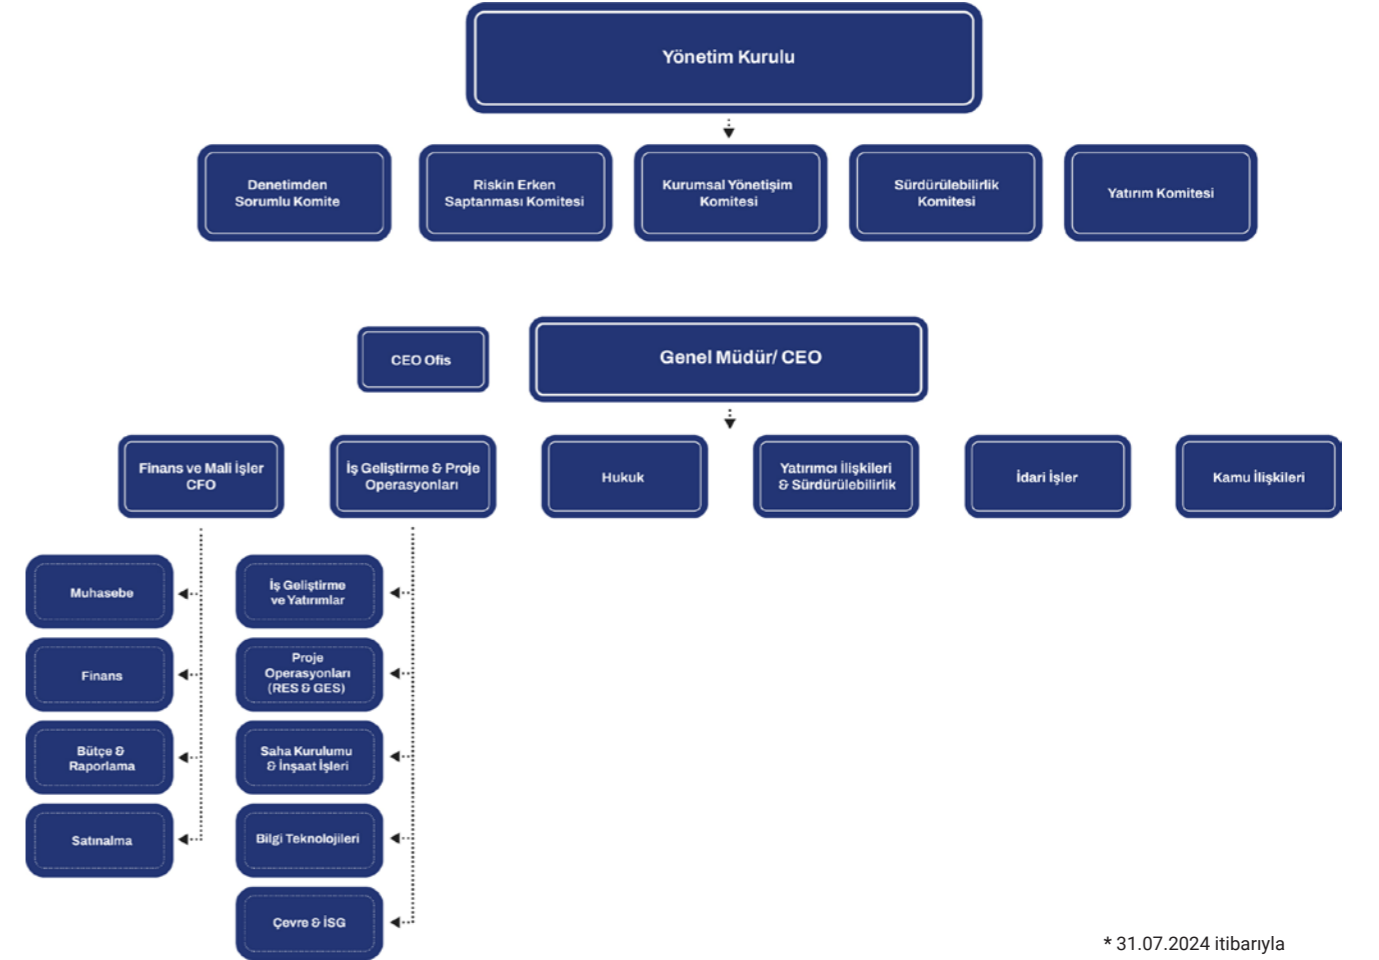 Yönetim Kurulu
Denetimden
Sorumlu Komite
Riskin Erken
Saptanması Komitesi
Kurumsal Yönetişim
Komitesi
Sürdürülebilirlik
Komitesi
Yatırım Komitesi
CEO Ofis
Genel Müdür/ CEO
Finans ve Mali İşler
CFO
İş Geliştirme & Proje
Operasyonları
Hukuk
Yatırımcı İlişkileri
& Sürdürülebilirlik
İdari İşler
Kamu İlişkileri
Muhasebe
Finans
Bütçe &
Raporlama
Satınalma
İş Geliştirme
ve Yatırımlar
Proje
Operasyonları
(RES & GES)
Saha Kurulumu
& İnşaat İşleri
Bilgi Teknolojileri
Çevre & İSG
* 31.07.2024 itibarıyla